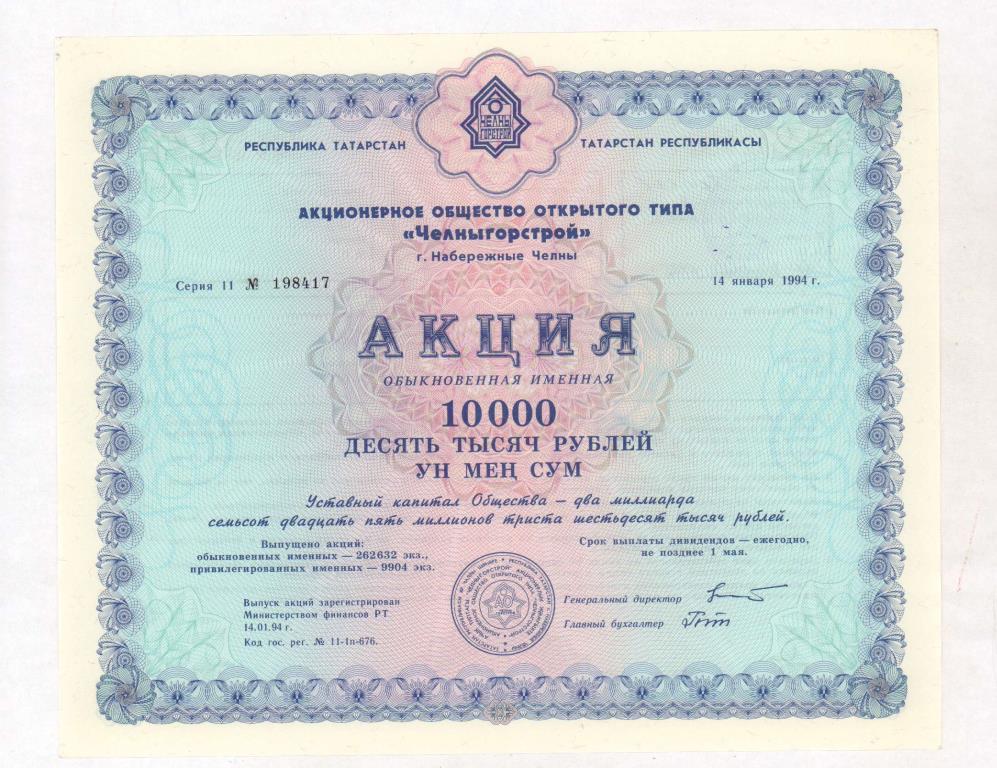 ЧЕЛНЫ
ГОРСТРОЙ
РЕСПУБЛИКА ТАТАРСТАН
ТАТАРСТАН РЕСПУБЛИКАСЫ
АКЦИОНЕРНОЕ ОБЩЕСТВО ОТКРЫТОГО ТИПА
«Челныгорстрой»
г. Набережные Челны
Серия 11 № 198417
14 января 1994 г.
АКЦИЯ
ОБЫКНОВЕННАЯ ИМЕННАЯ
10 000
ДЕСЯТЬ ТЫСЯЧ РУБЛЕЙ
УН МЕҢ СУМ
Уставный капитал Общества — два миллиарда
семьсот двадцать пять миллионов триста шестьдесят тысяч рублей.
Выпущено акций:
обыкновенных именных — 262632 экз.,
привилегированных именных — 9904 экз.
Срок выплаты дивидендов — ежегодно,
не позднее 1 мая.
Выпуск акций зарегистрирован
Министерством финансов РТ
14.01.94 г.
Код гос. рег. № 11-1п-676.
Генеральный директор
Главный бухгалтер